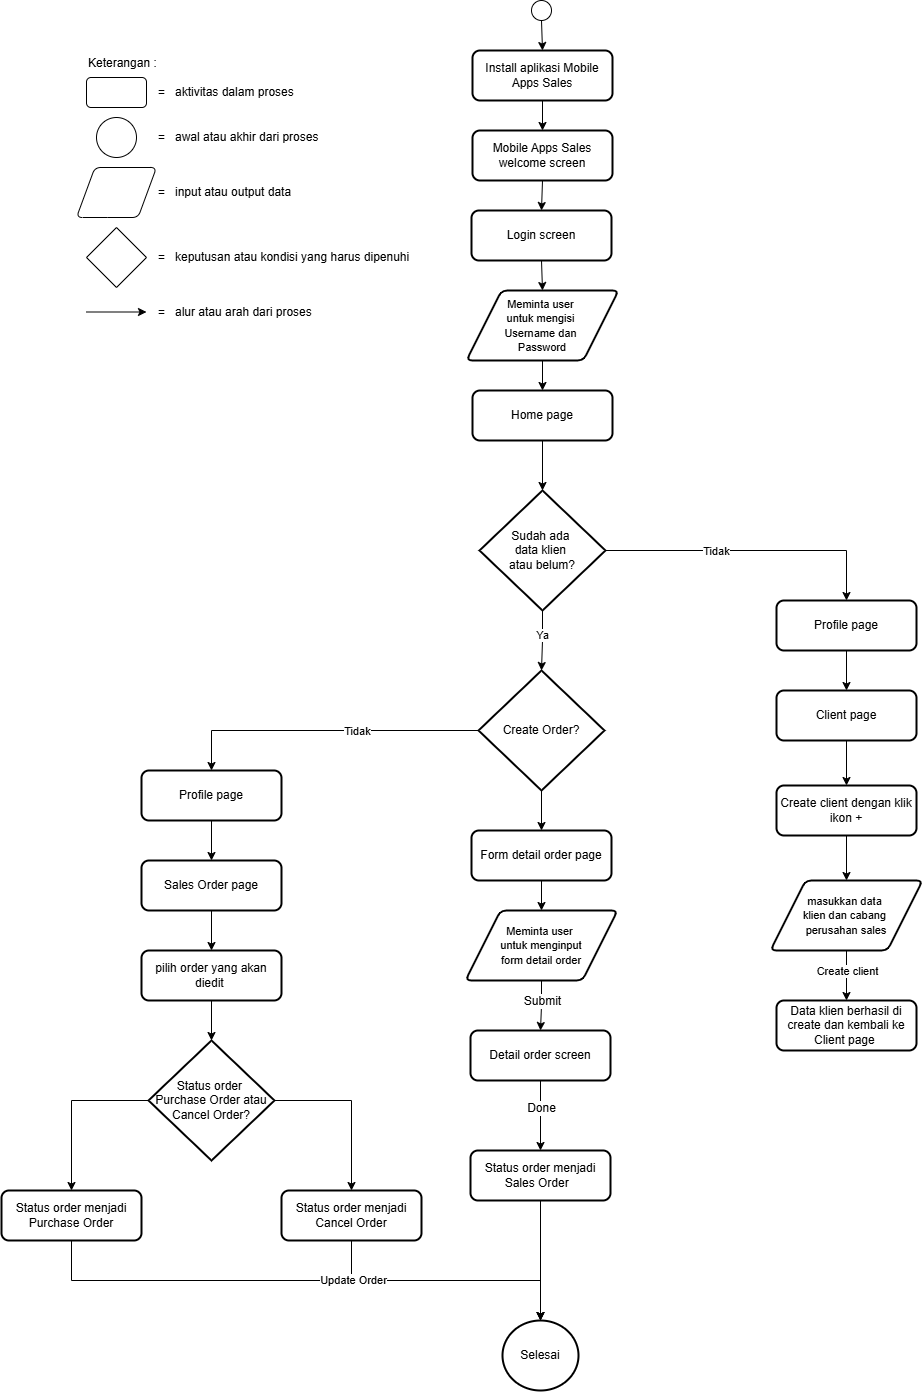 Keterangan :
= aktivitas dalam proses
= awal atau akhir dari proses
= input atau output data
= keputusan atau kondisi yang harus dipenuhi
= alur atau arah dari proses
Install aplikasi Mobile
Apps Sales
Mobile Apps Sales
welcome screen
Login screen
Meminta user
untuk mengisi
Username dan
Password
Home page
Sudah ada
data klien
atau belum?
Tidak
Ya
Profile page
Client page
Create client dengan klik
ikon +
masukkan data
klien dan cabang
perusahan sales
Create client
Data klien berhasil di
create dan kembali ke
Client page
Create Order?
Tidak
Profile page
Sales Order page
pilih order yang akan
diedit
Status order
Purchase Order atau
Cancel Order?
Status order menjadi
Purchase Order
Status order menjadi
Cancel Order
Update Order
Form detail order page
Meminta user
untuk menginput
form detail order
Submit
Detail order screen
Done
Status order menjadi
Sales Order
Selesai